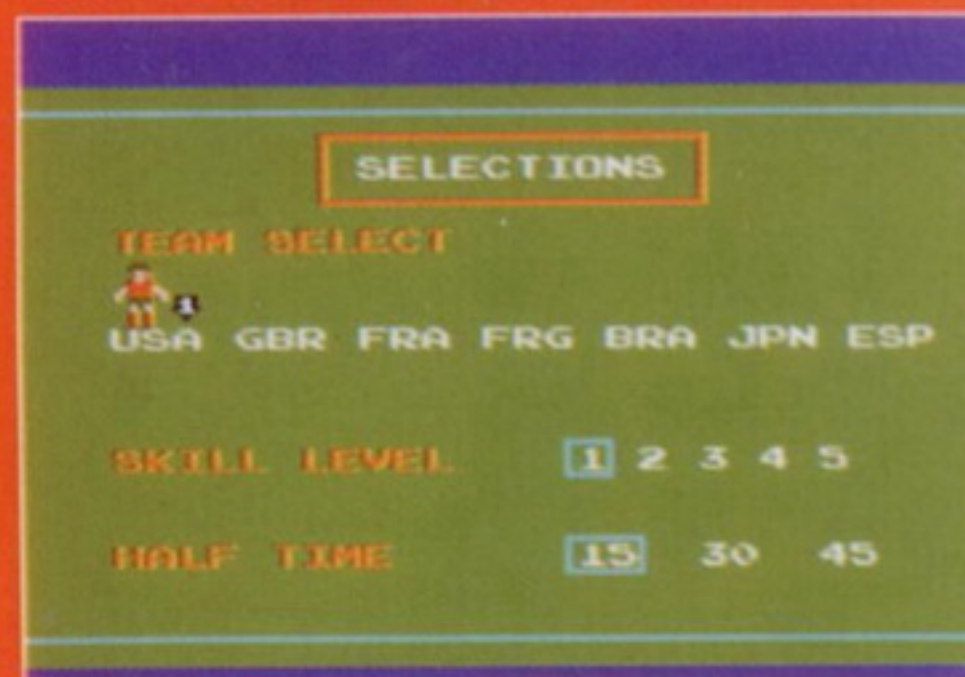 SELECTIONS
TEAM SELECT
1
USA GBR FRA FRG BRA JPN ESP
SKILL LEVEL 1 2 3 4 5
HALF TIME 15 30 45